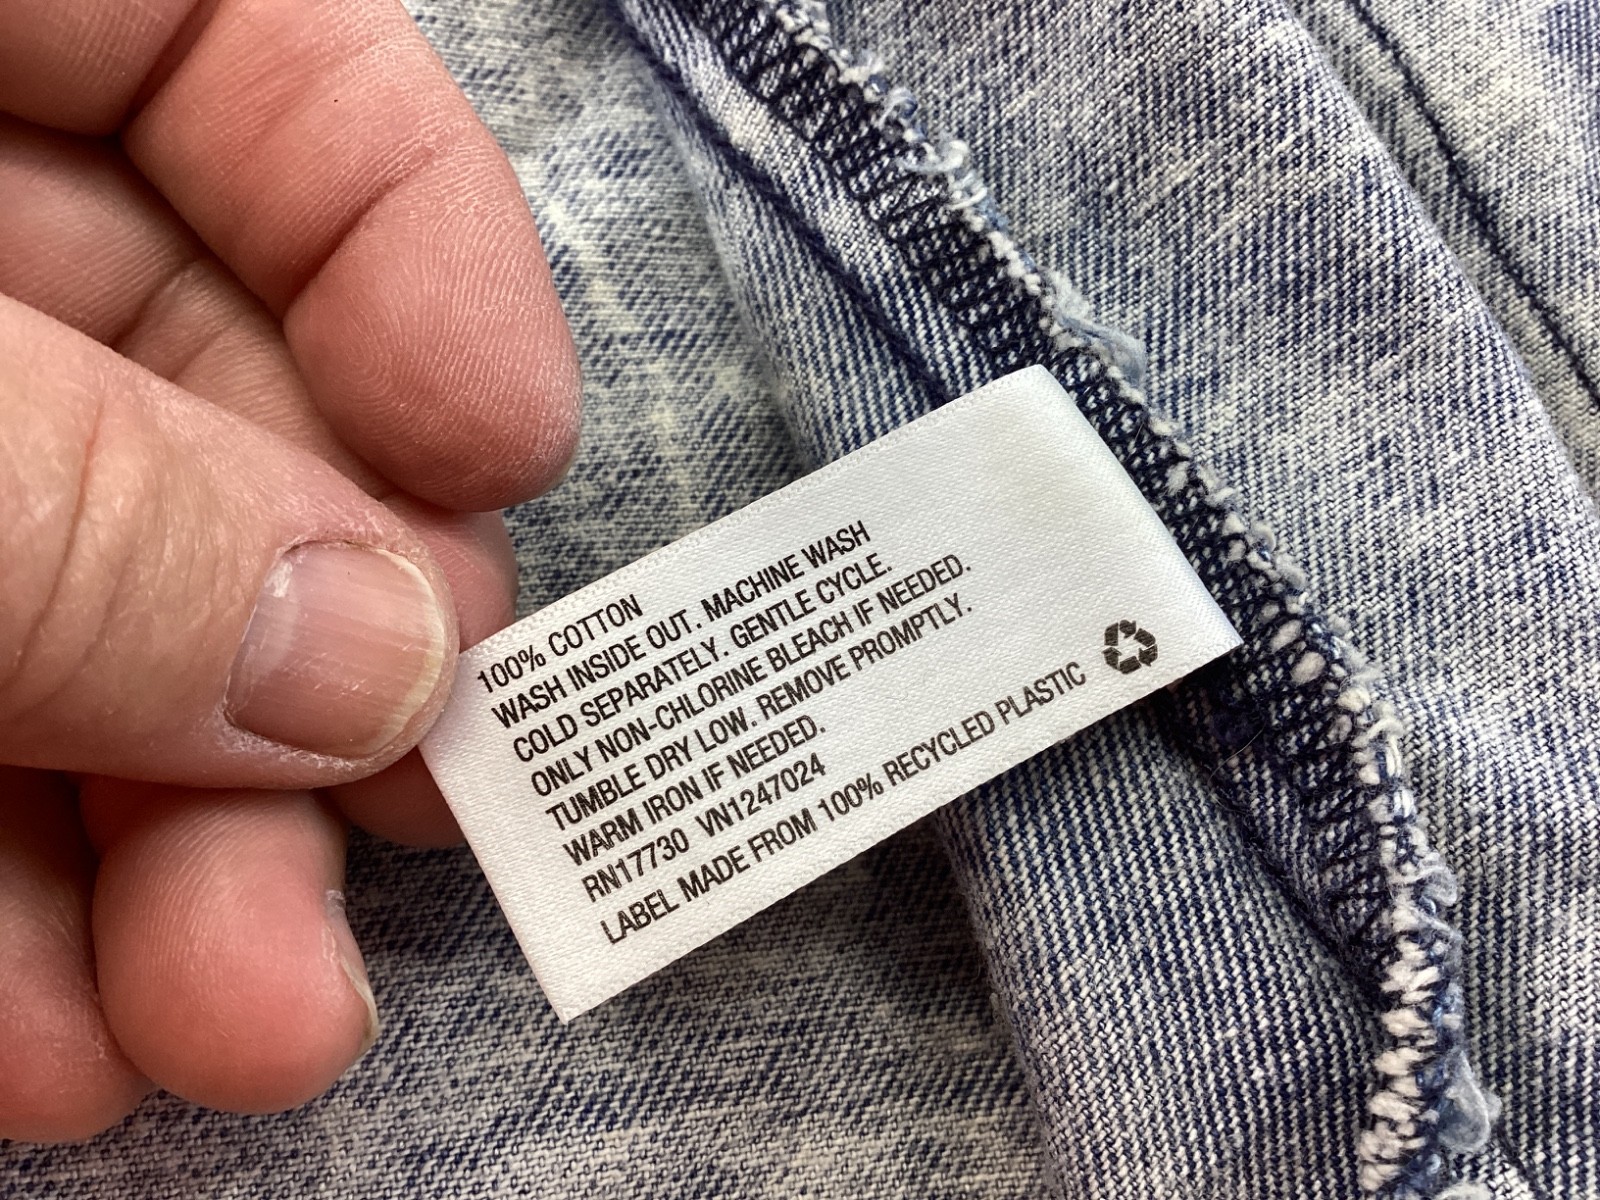 100% COTTON
WASH INSIDE OUT. MACHINE WASH
COLD SEPARATELY. GENTLE CYCLE.
ONLY NON-CHLORINE BLEACH IF NEEDED.
TUMBLE DRY LOW. REMOVE PROMPTLY.
WARM IRON IF NEEDED.
RN17730 VN1247024
LABEL MADE FROM 100% RECYCLED PLASTIC